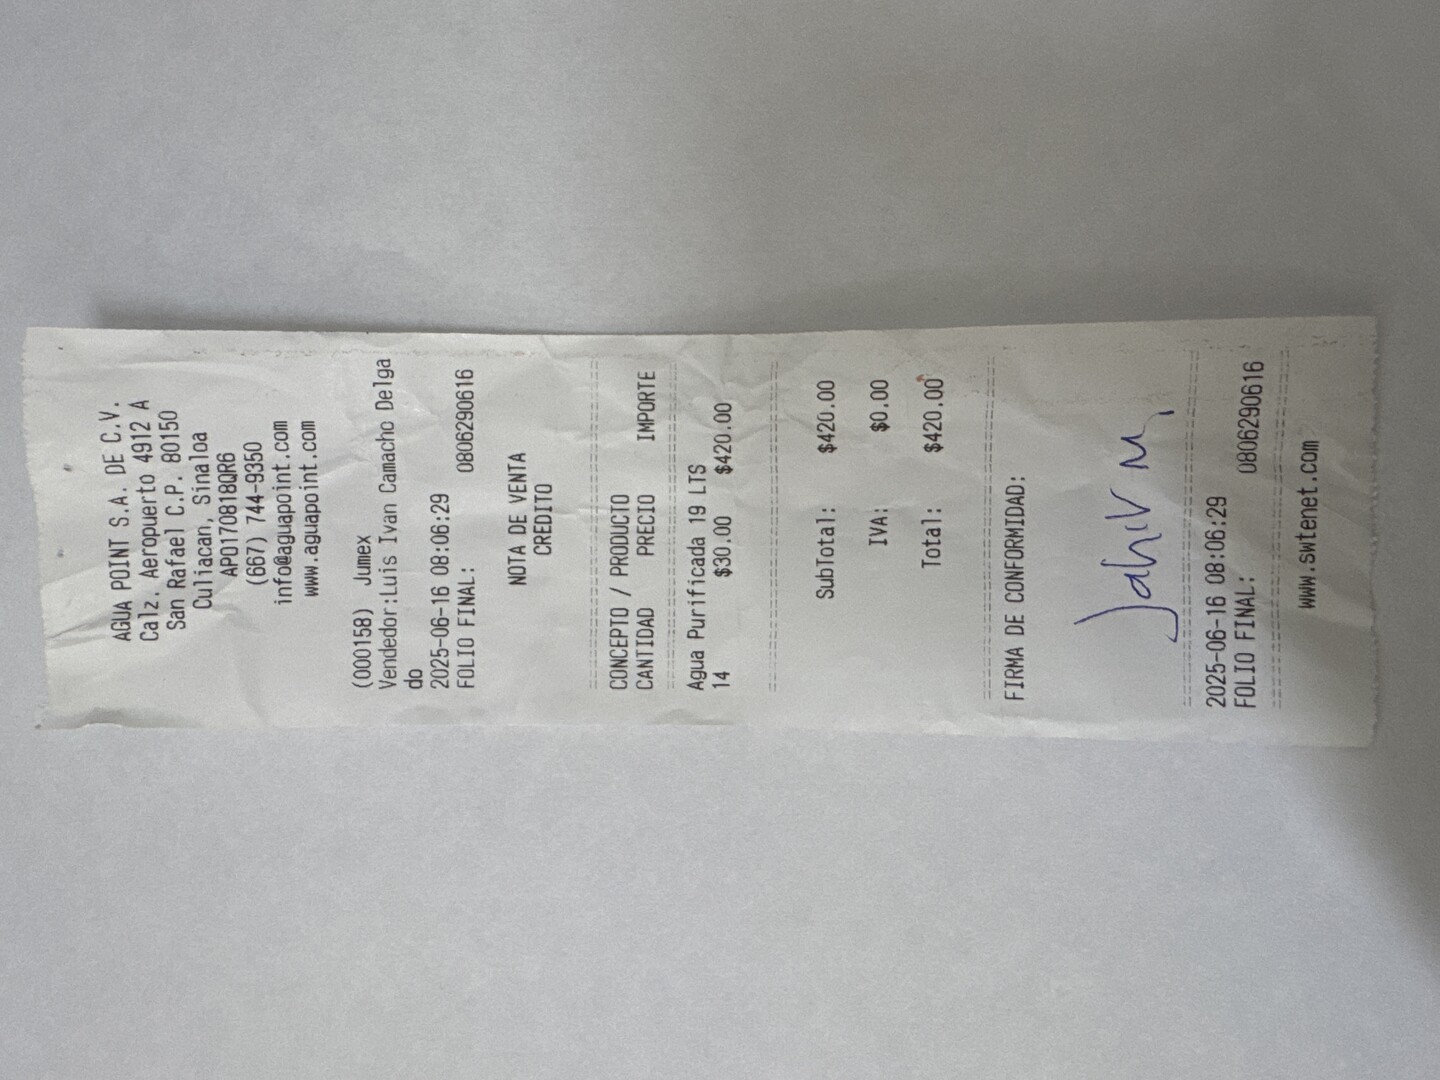 AGUA POINT S.A. DE C.V.
Calz. Aeropuerto 4912 A
San Rafael C.P. 80150
Culiacan, Sinaloa
APO170818QR6
(667) 744-9350
info@aguapoint.com
www.aguapoint.com
(000158) Jumex
Vendedor:Luis Ivan Camacho Delga
do
2025-06-16 08:06:29
FOLIO FINAL: 0806290616
NOTA DE VENTA
CREDITO
CONCEPTO / PRODUCTO
CANTIDAD PRECIO IMPORTE
Agua Purificada 19 LTS
14 $30.00 $420.00
SubTotal: $420.00
IVA: $0.00
Total: $420.00
FIRMA DE CONFORMIDAD:
Jahir M,
2025-06-16 08:06:29
FOLIO FINAL: 0806290616
www.swtenet.com